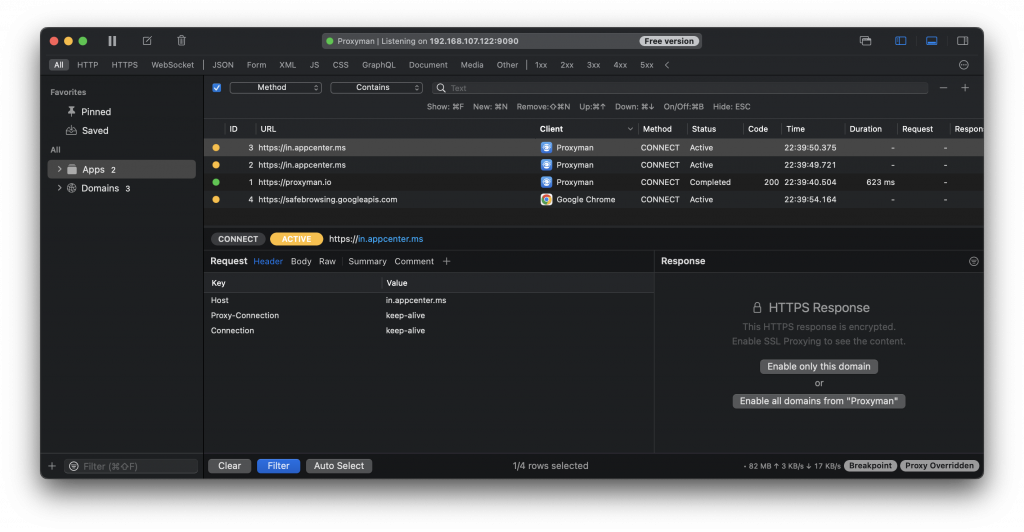 Proxyman | Listening on 192.168.107.122:9090 Free version
All HTTP HTTPS WebSocket JSON Form XML JS CSS GraphQL Document Media Other 1xx 2xx 3xx 4xx 5xx
Favorites
Pinned
Saved
All
Apps 2
Domains 3
Method Contains Text
Show: ⌘F New: ⌘N Remove:⇧⌘N Up:⌘↑ Down: ⌘↓ On/Off:⌘B Hide: ESC
ID URL Client Method Status Code Time Duration Request Respon
3 https://in.appcenter.ms Proxyman CONNECT Active 22:39:50.375 - -
2 https://in.appcenter.ms Proxyman CONNECT Active 22:39:49.721 - -
1 https://proxyman.io Proxyman CONNECT Completed 200 22:39:40.504 623 ms - -
4 https://safebrowsing.googleapis.com Google Chrome CONNECT Active 22:39:54.164 - -
CONNECT ACTIVE https://in.appcenter.ms
Request Header Body Raw Summary Comment +
Key Value
Host in.appcenter.ms
Proxy-Connection keep-alive
Connection keep-alive
Response
HTTPS Response
This HTTPS response is encrypted.
Enable SSL Proxying to see the content.
Enable only this domain
or
Enable all domains from "Proxyman"
Filter (⌘⇧F)
Clear Filter Auto Select 1/4 rows selected • 82 MB ↑ 3 KB/s ↓ 17 KB/s Breakpoint Proxy Overridden